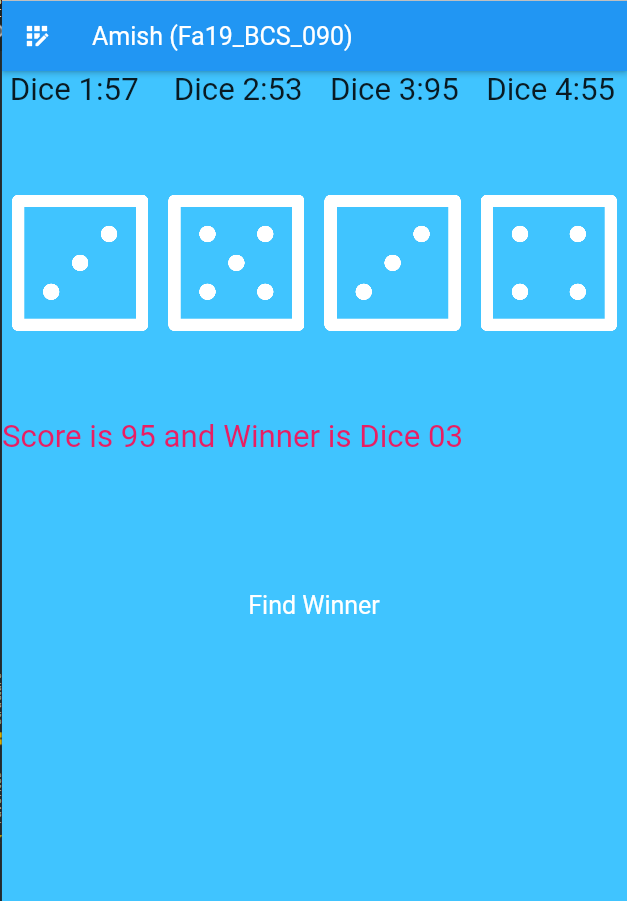 Amish (Fa19_BCS_090)
Dice 1:57 Dice 2:53 Dice 3:95 Dice 4:55
Score is 95 and Winner is Dice 03
Find Winner